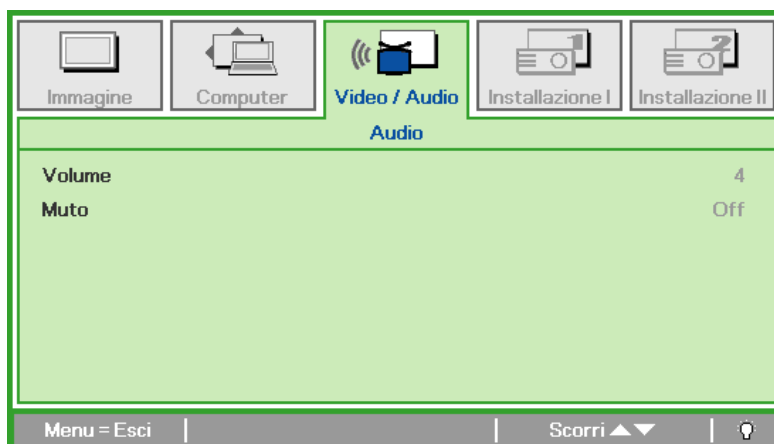 Immagine
Computer
Video / Audio
Installazione I
Installazione II
Audio
Volume 4
Muto Off
Menu = Esci Scorri ▲▼